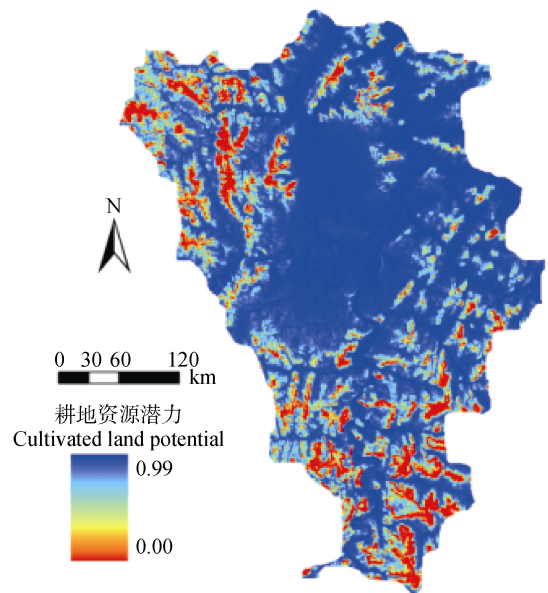 N
0 30 60 120
km
耕地资源潜力
Cultivated land potential
0.99
0.00